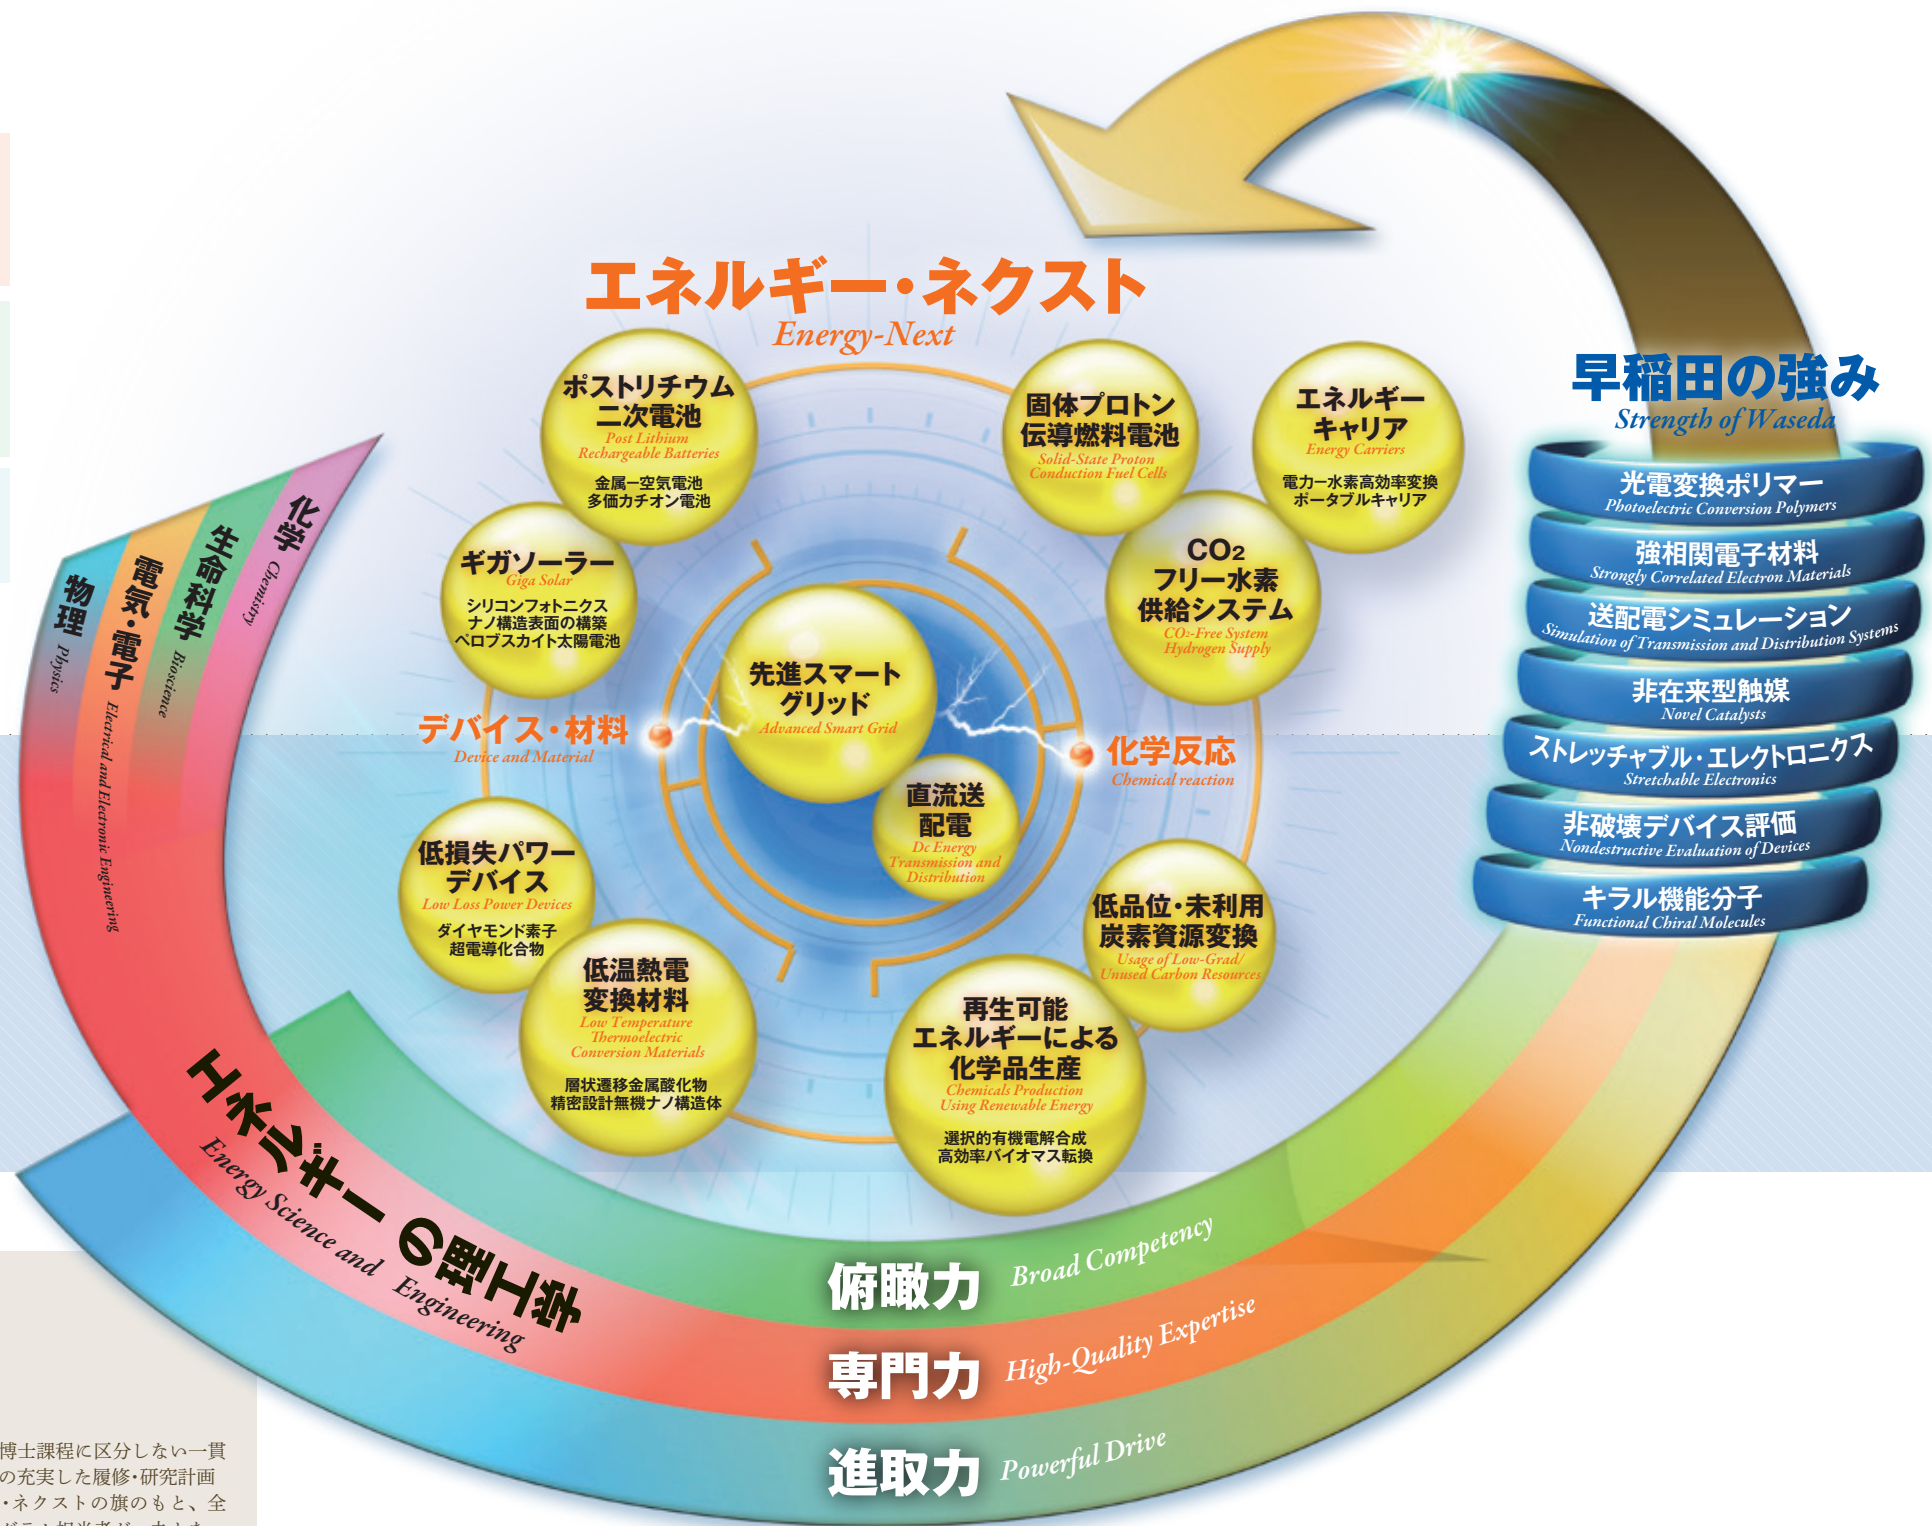 エネルギー・ネクスト
Energy-Next
ポストリチウム
二次電池
Post Lithium
Rechargeable Batteries
金属ー空気電池
多価カチオン電池
ギガソーラー
Giga Solar
シリコンフォトニクス
ナノ構造表面の構築
ペロブスカイト太陽電池
固体プロトン
伝導燃料電池
Solid-State Proton
Conduction Fuel Cells
エネルギー
キャリア
Energy Carriers
電力ー水素高効率変換
ポータブルキャリア
CO2
フリー水素
供給システム
CO2-Free System
Hydrogen Supply
先進スマート
グリッド
Advanced Smart Grid
直流送
配電
Dc Energy
Transmission and
Distribution
デバイス・材料
Device and Material
化学反応
Chemical reaction
低損失パワー
デバイス
Low Loss Power Devices
ダイヤモンド素子
超電導化合物
低温熱電
変換材料
Low Temperature
Thermoelectric
Conversion Materials
層状遷移金属酸化物
精密設計無機ナノ構造体
低品位・未利用
炭素資源変換
Usage of Low-Grad/
Unused Carbon Resources
再生可能
エネルギーによる
化学品生産
Chemicals Production
Using Renewable Energy
選択的有機電解合成
高効率バイオマス転換
早稲田の強み
Strength of Waseda
光電変換ポリマー
Photoelectric Conversion Polymers
強相関電子材料
Strongly Correlated Electron Materials
送配電シミュレーション
Simulation of Transmission and Distribution Systems
非在来型触媒
Novel Catalysts
ストレッチャブル・エレクトロニクス
Stretchable Electronics
非破壊デバイス評価
Nondestructive Evaluation of Devices
キラル機能分子
Functional Chiral Molecules
物理 Physics
電気・電子 Electrical and Electronic Engineering
生命科学 Bioscience
化学 Chemistry
エネルギーの理工学
Energy Science and Engineering
俯瞰力 Broad Competency
専門力 High-Quality Expertise
進取力 Powerful Drive
博士課程に区分しない一貫
の充実した履修・研究計画
・ネクストの旗のもと、全